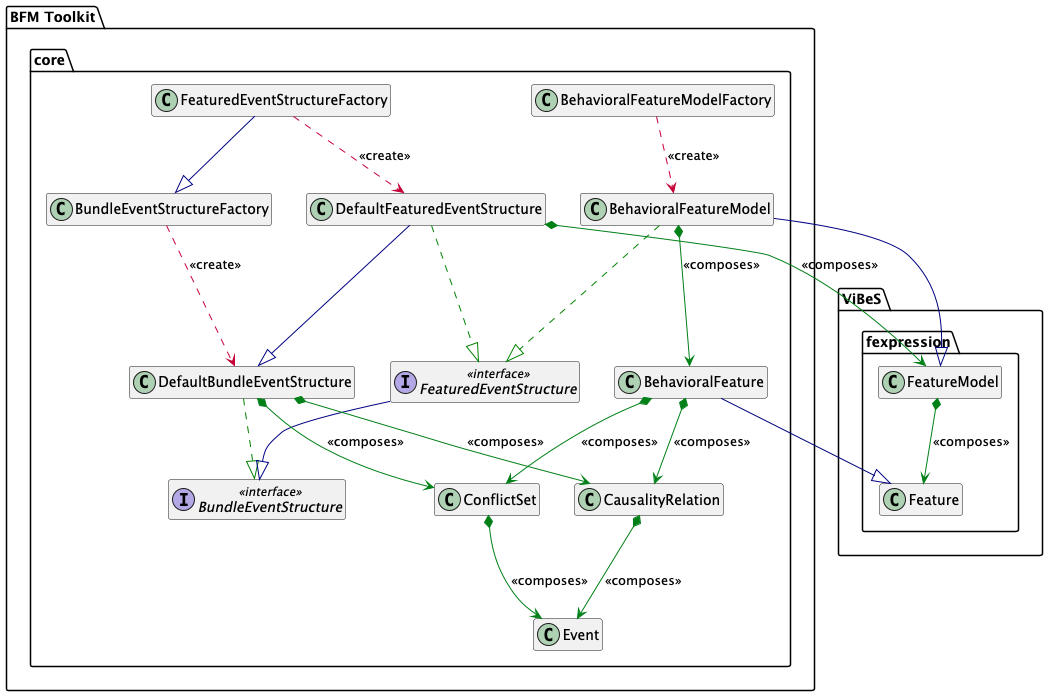 BFM Toolkit
core
C FeaturedEventStructureFactory
C BehavioralFeatureModelFactory
«create»
«create»
C BundleEventStructureFactory
C DefaultFeaturedEventStructure
C BehavioralFeatureModel
«create»
«composes»
«composes»
ViBeS
fexpression
C DefaultBundleEventStructure
I «interface»
FeaturedEventStructure
C BehavioralFeature
C FeatureModel
«composes»
«composes»
«composes»
«composes»
«composes»
I «interface»
BundleEventStructure
C ConflictSet
C CausalityRelation
C Feature
«composes»
«composes»
C Event